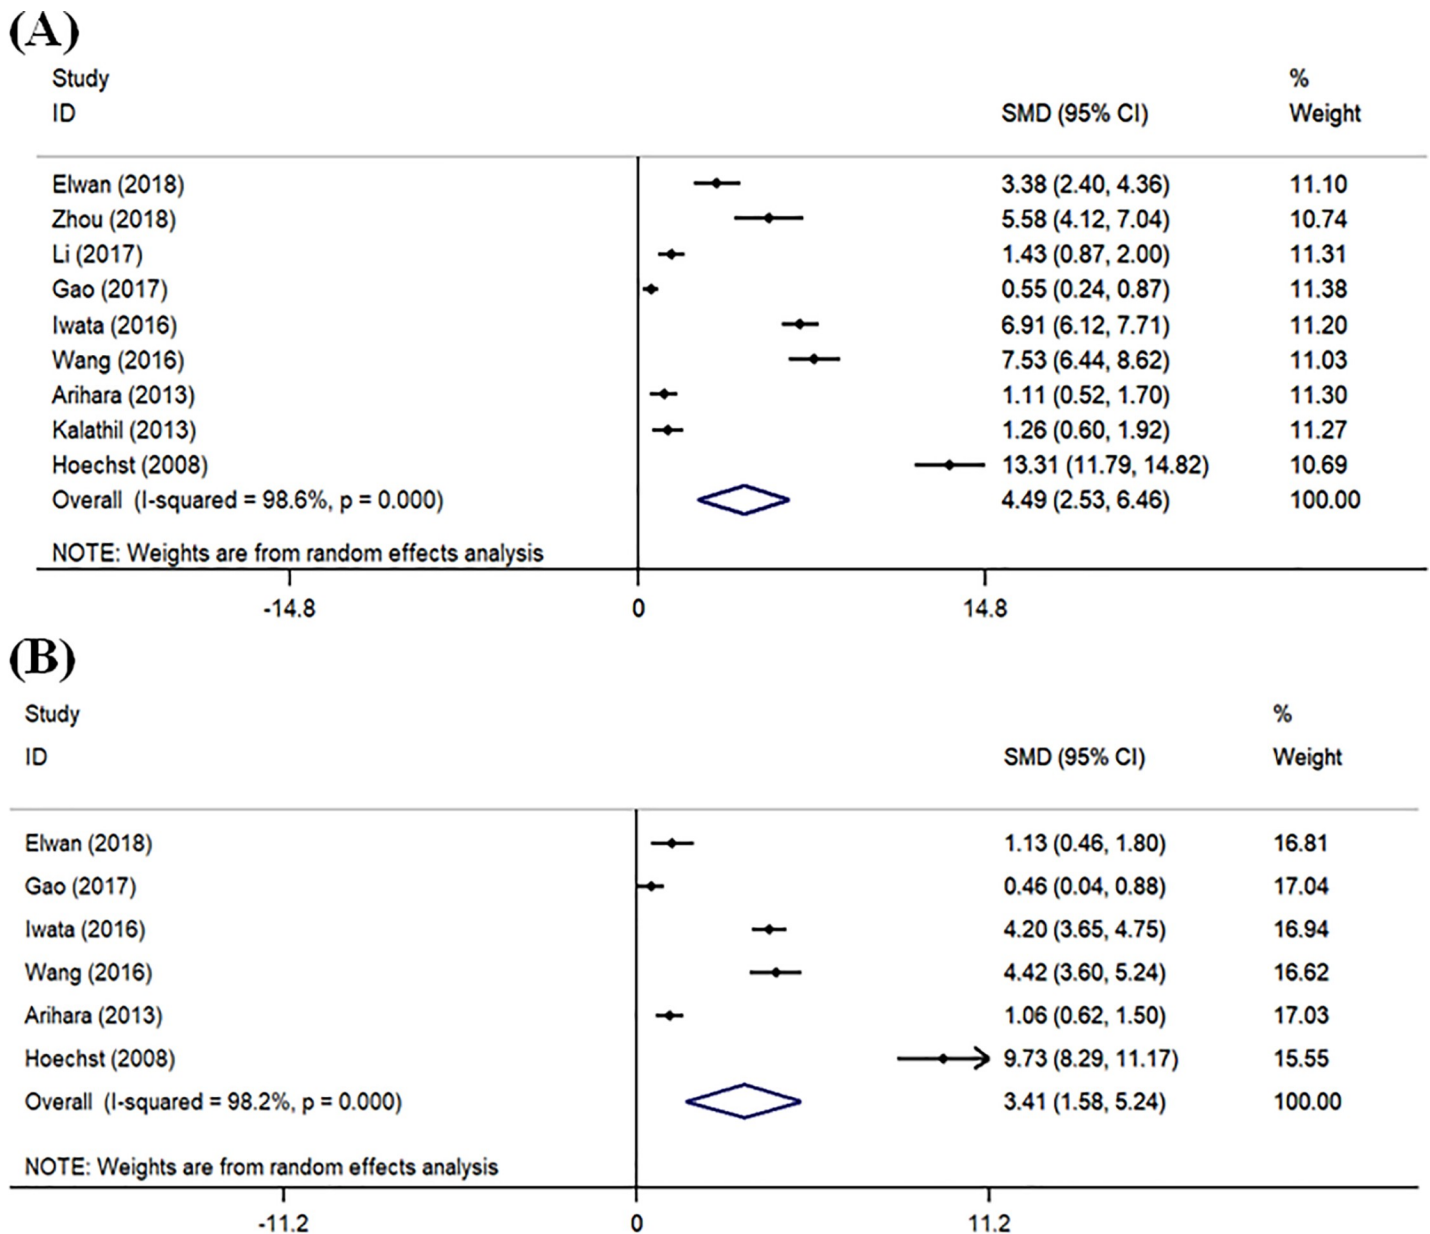 (A)
Study %
ID SMD (95% CI) Weight
Elwan (2018) 3.38 (2.40, 4.36) 11.10
Zhou (2018) 5.58 (4.12, 7.04) 10.74
Li (2017) 1.43 (0.87, 2.00) 11.31
Gao (2017) 0.55 (0.24, 0.87) 11.38
Iwata (2016) 6.91 (6.12, 7.71) 11.20
Wang (2016) 7.53 (6.44, 8.62) 11.03
Arihara (2013) 1.11 (0.52, 1.70) 11.30
Kalathil (2013) 1.26 (0.60, 1.92) 11.27
Hoechst (2008) 13.31 (11.79, 14.82) 10.69
Overall (I-squared = 98.6%, p = 0.000) 4.49 (2.53, 6.46) 100.00
NOTE: Weights are from random effects analysis
-14.8 0 14.8
(B)
Study %
ID SMD (95% CI) Weight
Elwan (2018) 1.13 (0.46, 1.80) 16.81
Gao (2017) 0.46 (0.04, 0.88) 17.04
Iwata (2016) 4.20 (3.65, 4.75) 16.94
Wang (2016) 4.42 (3.60, 5.24) 16.62
Arihara (2013) 1.06 (0.62, 1.50) 17.03
Hoechst (2008) 9.73 (8.29, 11.17) 15.55
Overall (I-squared = 98.2%, p = 0.000) 3.41 (1.58, 5.24) 100.00
NOTE: Weights are from random effects analysis
-11.2 0 11.2